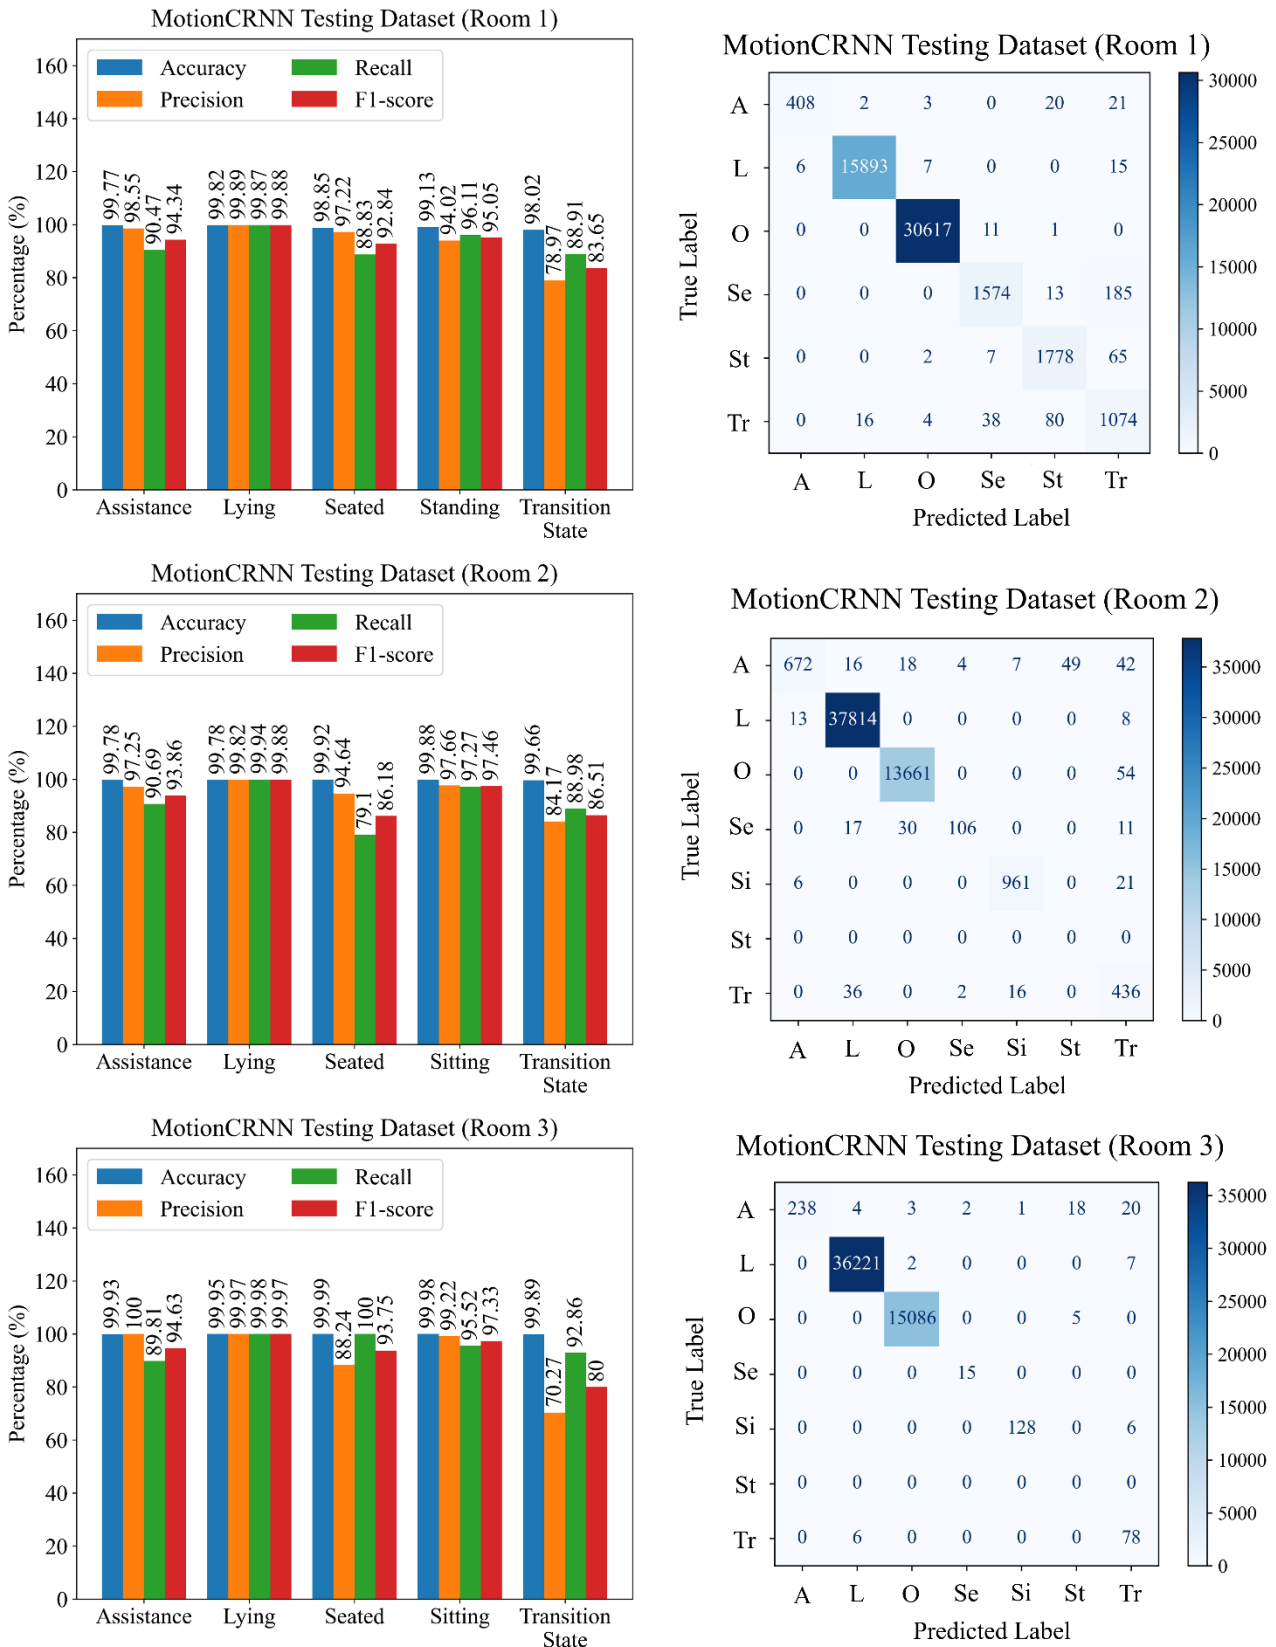 MotionCRNN Testing Dataset (Room 1)
Accuracy Recall
Precision F1-score
160
140
120
100
80
60
40
20
0
Percentage (%)
99.77 98.55 90.47 94.34 99.82 99.89 99.87 99.88 98.85 97.22 88.83 92.84 99.13 94.02 96.11 95.05 98.02 78.97 88.91 83.65
Assistance Lying Seated Standing Transition
State
MotionCRNN Testing Dataset (Room 1)
True Label
A 408 2 3 0 20 21
L 6 15893 7 0 0 15
O 0 0 30617 11 1 0
Se 0 0 0 1574 13 185
St 0 0 2 7 1778 65
Tr 0 16 4 38 80 1074
A L O Se St Tr
Predicted Label
30000
25000
20000
15000
10000
5000
0
MotionCRNN Testing Dataset (Room 2)
Accuracy Recall
Precision F1-score
160
140
120
100
80
60
40
20
0
Percentage (%)
99.78 97.25 90.69 93.86 99.78 99.82 99.94 99.88 99.92 94.64 79.1 86.18 99.88 97.66 97.27 97.46 99.66 84.17 88.98 86.51
Assistance Lying Seated Sitting Transition
State
MotionCRNN Testing Dataset (Room 2)
True Label
A 672 16 18 4 7 49 42
L 13 37814 0 0 0 0 8
O 0 0 13661 0 0 0 54
Se 0 17 30 106 0 0 11
Si 6 0 0 0 961 0 21
St 0 0 0 0 0 0 0
Tr 0 36 0 2 16 0 436
A L O Se Si St Tr
Predicted Label
35000
30000
25000
20000
15000
10000
5000
0
MotionCRNN Testing Dataset (Room 3)
Accuracy Recall
Precision F1-score
160
140
120
100
80
60
40
20
0
Percentage (%)
99.93 100 89.81 94.63 99.95 99.97 99.98 99.97 99.99 88.24 100 93.75 99.98 99.22 95.52 97.33 99.89 70.27 92.86 80
Assistance Lying Seated Sitting Transition
State
MotionCRNN Testing Dataset (Room 3)
True Label
A 238 4 3 2 1 18 20
L 0 36221 2 0 0 0 7
O 0 0 15086 0 0 5 0
Se 0 0 0 15 0 0 0
Si 0 0 0 0 128 0 6
St 0 0 0 0 0 0 0
Tr 0 6 0 0 0 0 78
A L O Se Si St Tr
Predicted Label
35000
30000
25000
20000
15000
10000
5000
0